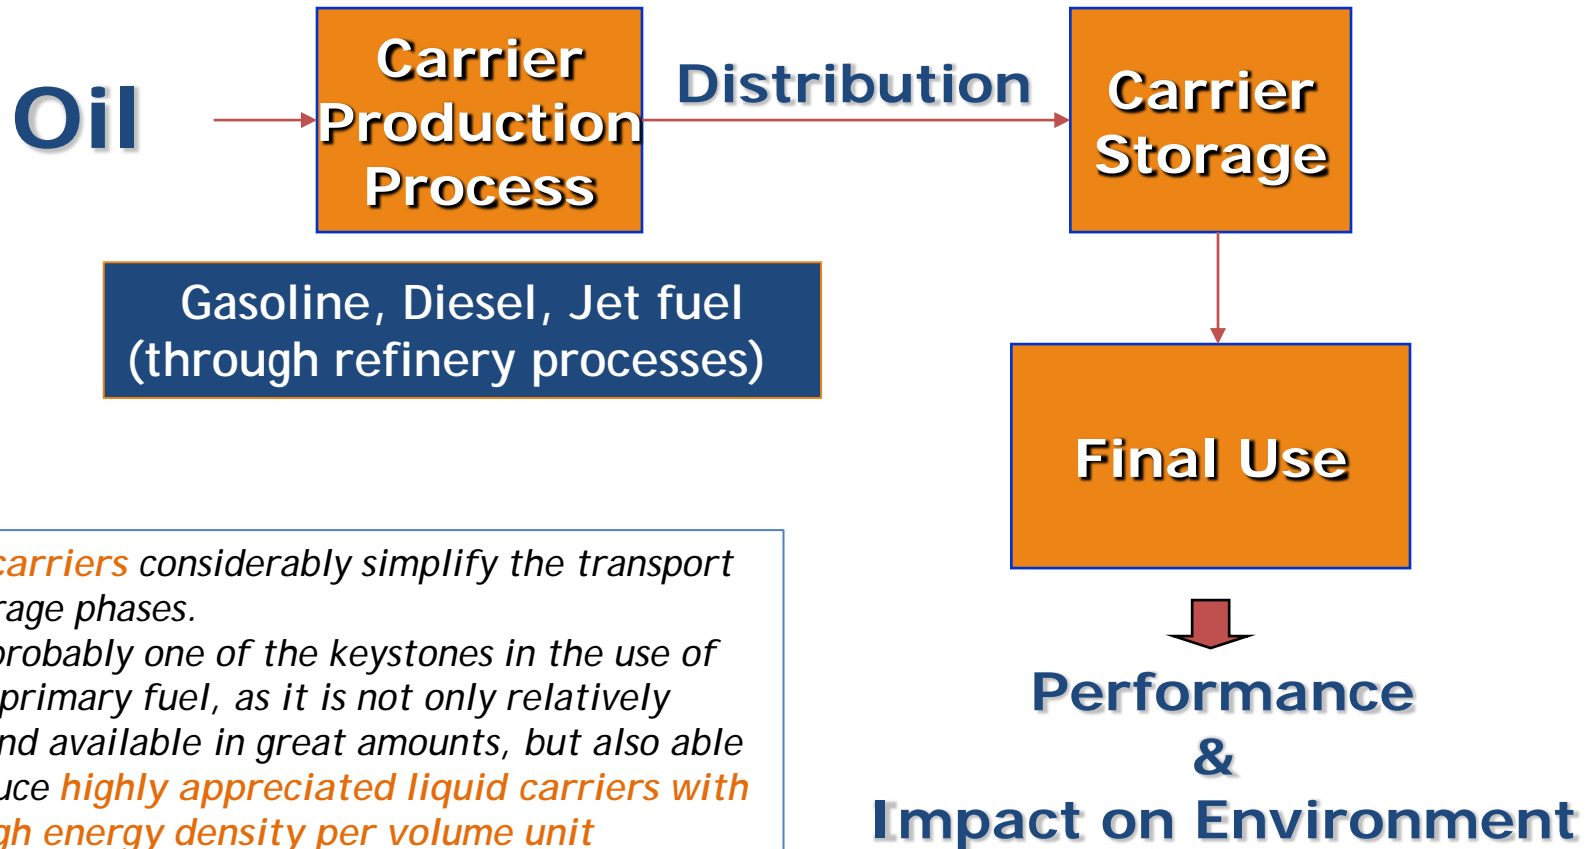 Oil
Carrier
Production
Process
Distribution
Carrier
Storage
Gasoline, Diesel, Jet fuel
(through refinery processes)
Final Use
carriers considerably simplify the transport
rage phases.
probably one of the keystones in the use of
primary fuel, as it is not only relatively
nd available in great amounts, but also able
uce highly appreciated liquid carriers with
gh energy density per volume unit
Performance
&
Impact on Environment